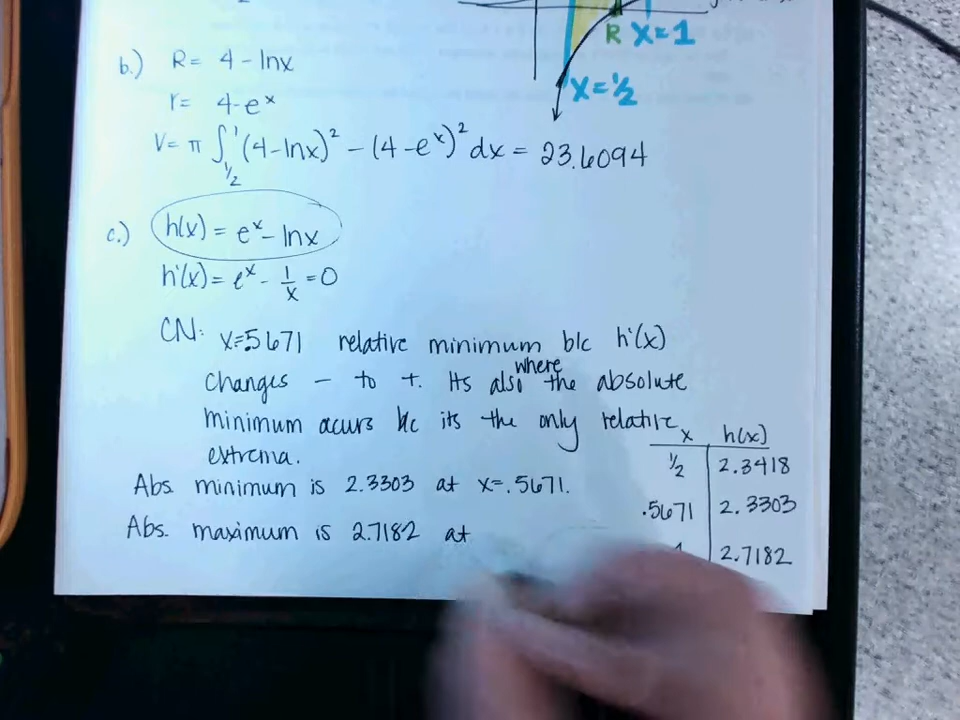 R X=1
X=½
b.) R= 4-lnx
r= 4-e^x
V= π ∫_{1/2}^{1} (4-lnx)² - (4-e^x)² dx = 23.6094
c.) h(x) = e^x - lnx
h'(x) = e^x - 1/x = 0
CN: x=.5671 relative minimum b/c h'(x)
changes - to +. Its also where the absolute
minimum acurs b/c its the only relative
extrema.
x h(x)
½ 2.3418
Abs. minimum is 2.3303 at x=.5671.
.5671 2.3303
Abs. maximum is 2.7182 at
2.7182